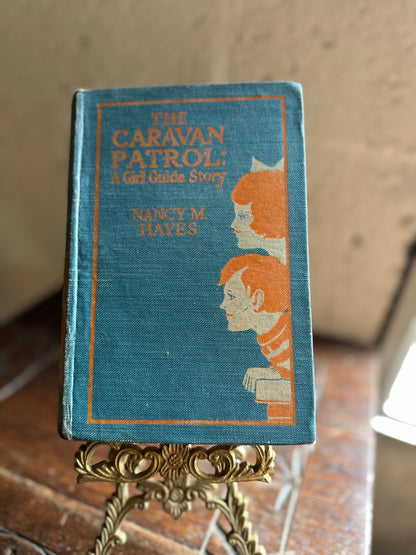 THE
CARAVAN
PATROL:
A Girl Guide Story
NANCY M.
HAYES